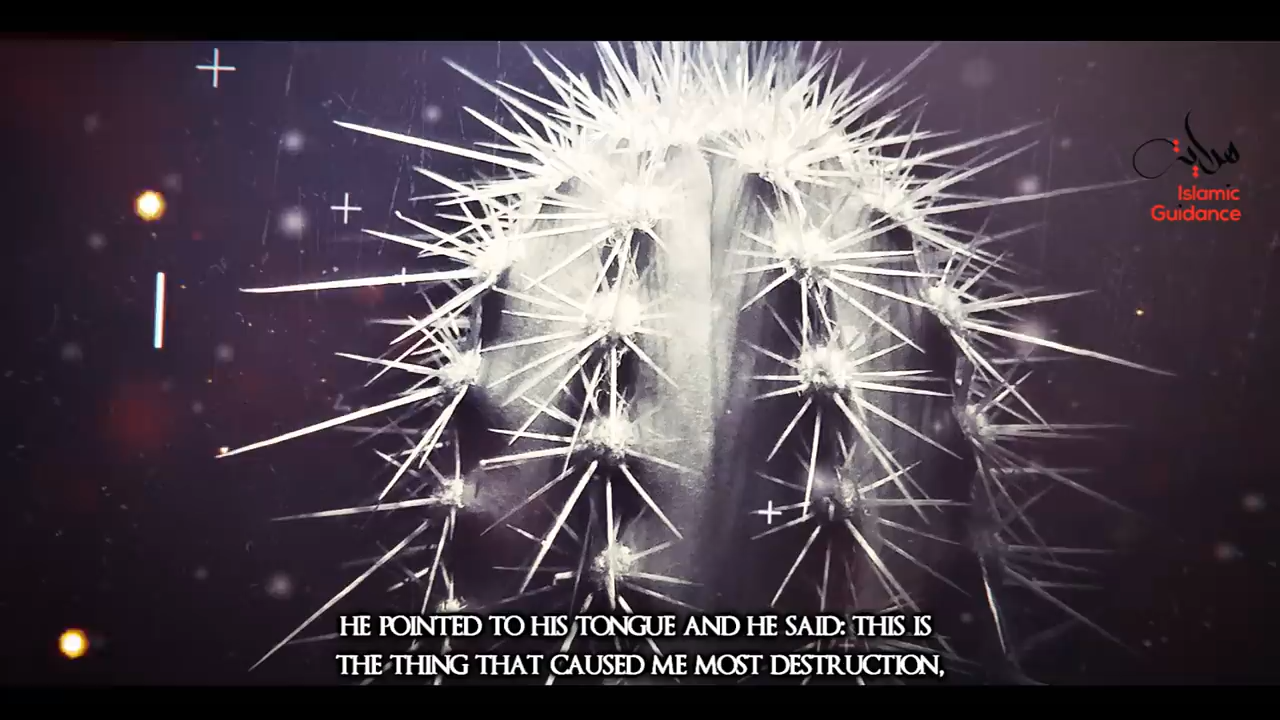 هداية
Islamic
Guidance
HE POINTED TO HIS TONGUE AND HE SAID: THIS IS
THE THING THAT CAUSED ME MOST DESTRUCTION,